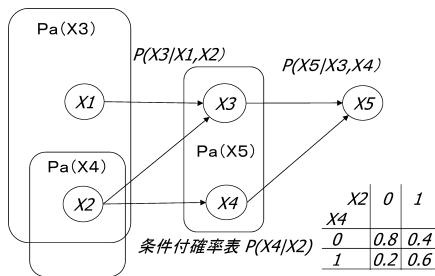 Pa(X3)
P(X3|X1,X2)
P(X5|X3,X4)
X1
X3
X5
Pa(X4)
Pa(X5)
X2
X4
X2 0 1
X4
0 0.8 0.4
1 0.2 0.6
条件付確率表 P(X4|X2)